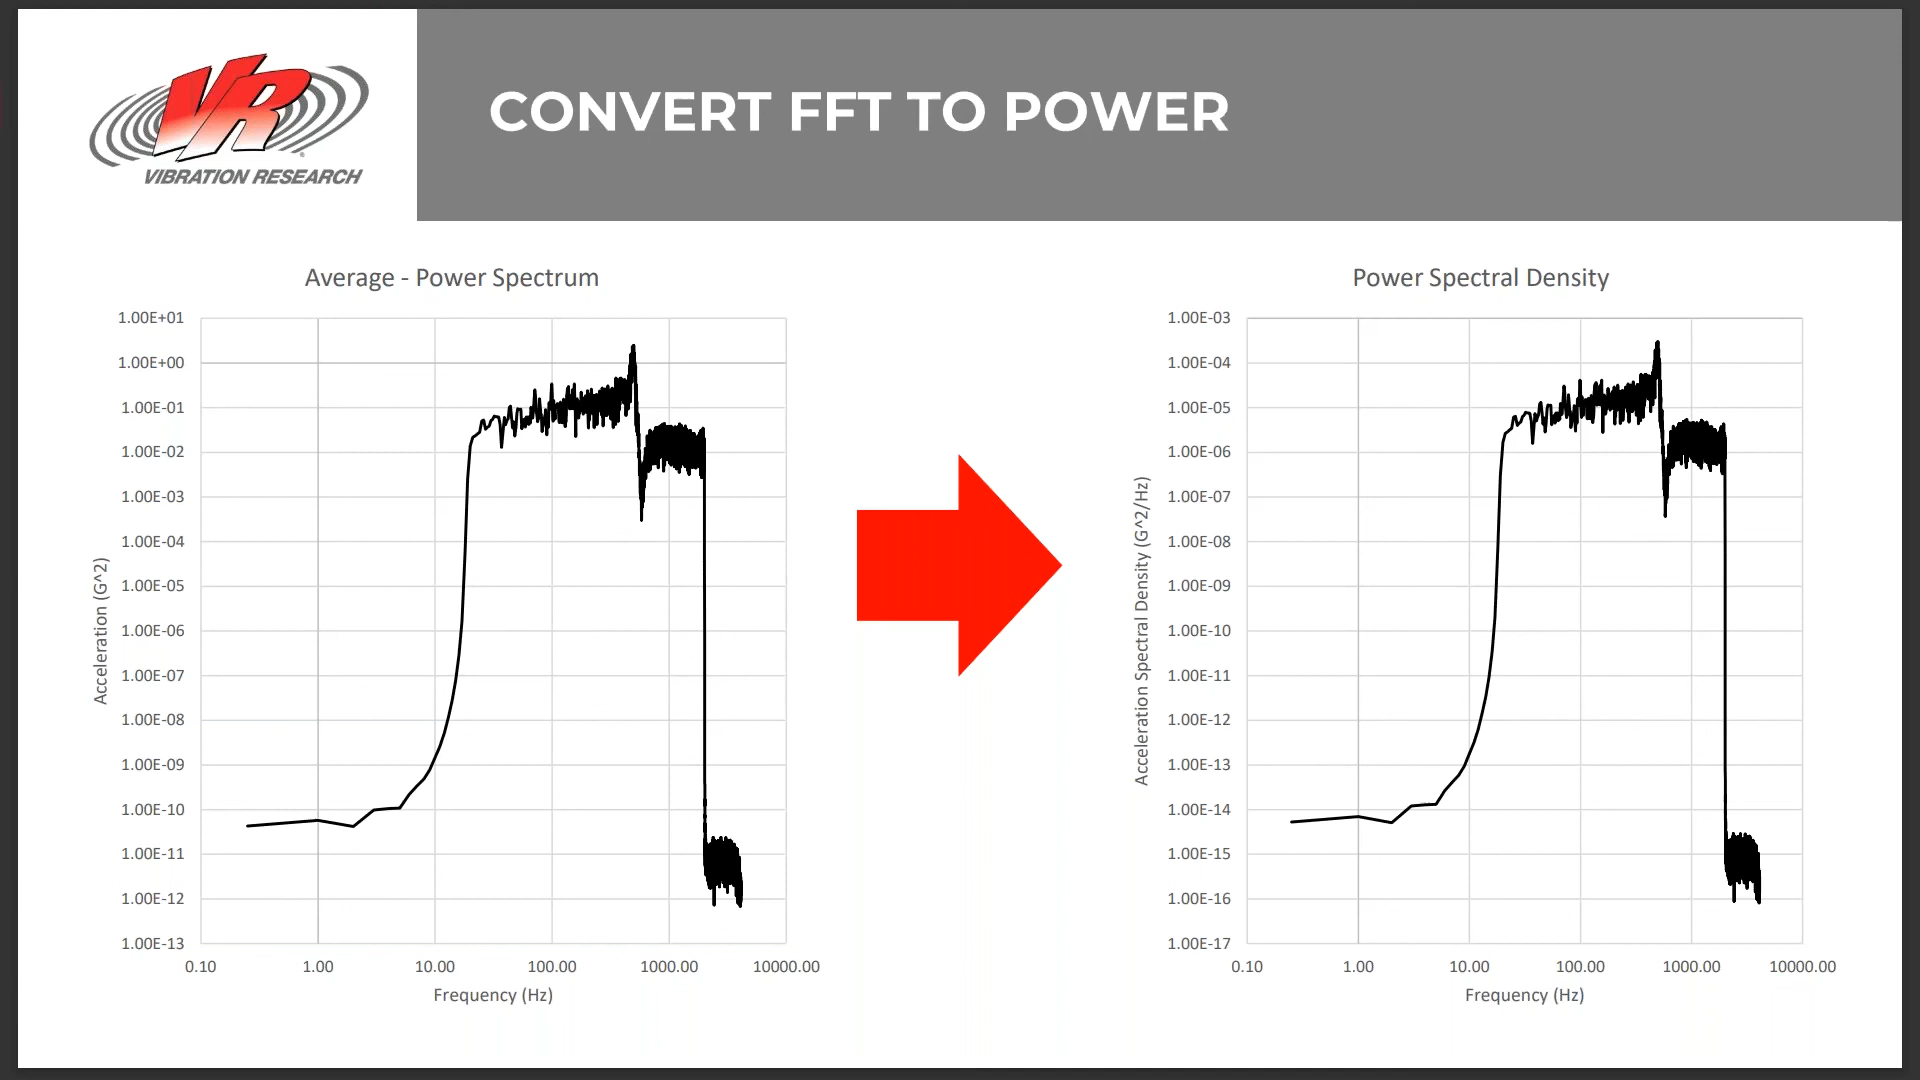 VR
VIBRATION RESEARCH
CONVERT FFT TO POWER
Average - Power Spectrum
1.00E+01
1.00E+00
1.00E-01
1.00E-02
1.00E-03
1.00E-04
1.00E-05
1.00E-06
1.00E-07
1.00E-08
1.00E-09
1.00E-10
1.00E-11
1.00E-12
1.00E-13
Acceleration (G^2)
0.10 1.00 10.00 100.00 1000.00 10000.00
Frequency (Hz)
Power Spectral Density
1.00E-03
1.00E-04
1.00E-05
1.00E-06
1.00E-07
1.00E-08
1.00E-09
1.00E-10
1.00E-11
1.00E-12
1.00E-13
1.00E-14
1.00E-15
1.00E-16
1.00E-17
Acceleration Spectral Density (G^2/Hz)
0.10 1.00 10.00 100.00 1000.00 10000.00
Frequency (Hz)